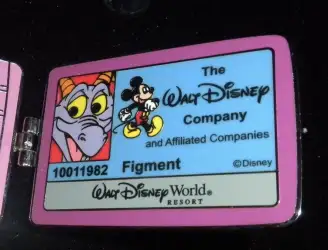 The
Walt Disney
Company
and Affiliated Companies
10011982 Figment ©Disney
Walt Disney World®
RESORT